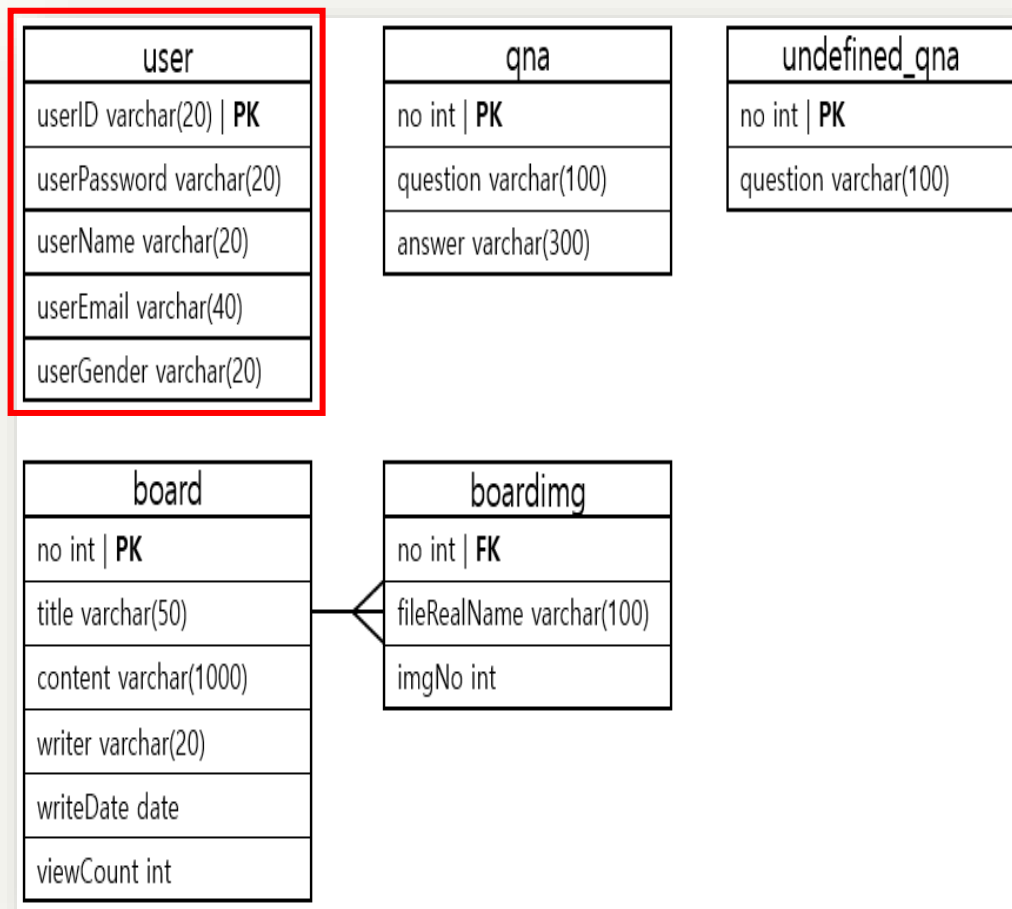 user
userID varchar(20) | PK
userPassword varchar(20)
userName varchar(20)
userEmail varchar(40)
userGender varchar(20)
qna
no int | PK
question varchar(100)
answer varchar(300)
undefined_qna
no int | PK
question varchar(100)
board
no int | PK
title varchar(50)
content varchar(1000)
writer varchar(20)
writeDate date
viewCount int
boardimg
no int | FK
fileRealName varchar(100)
imgNo int